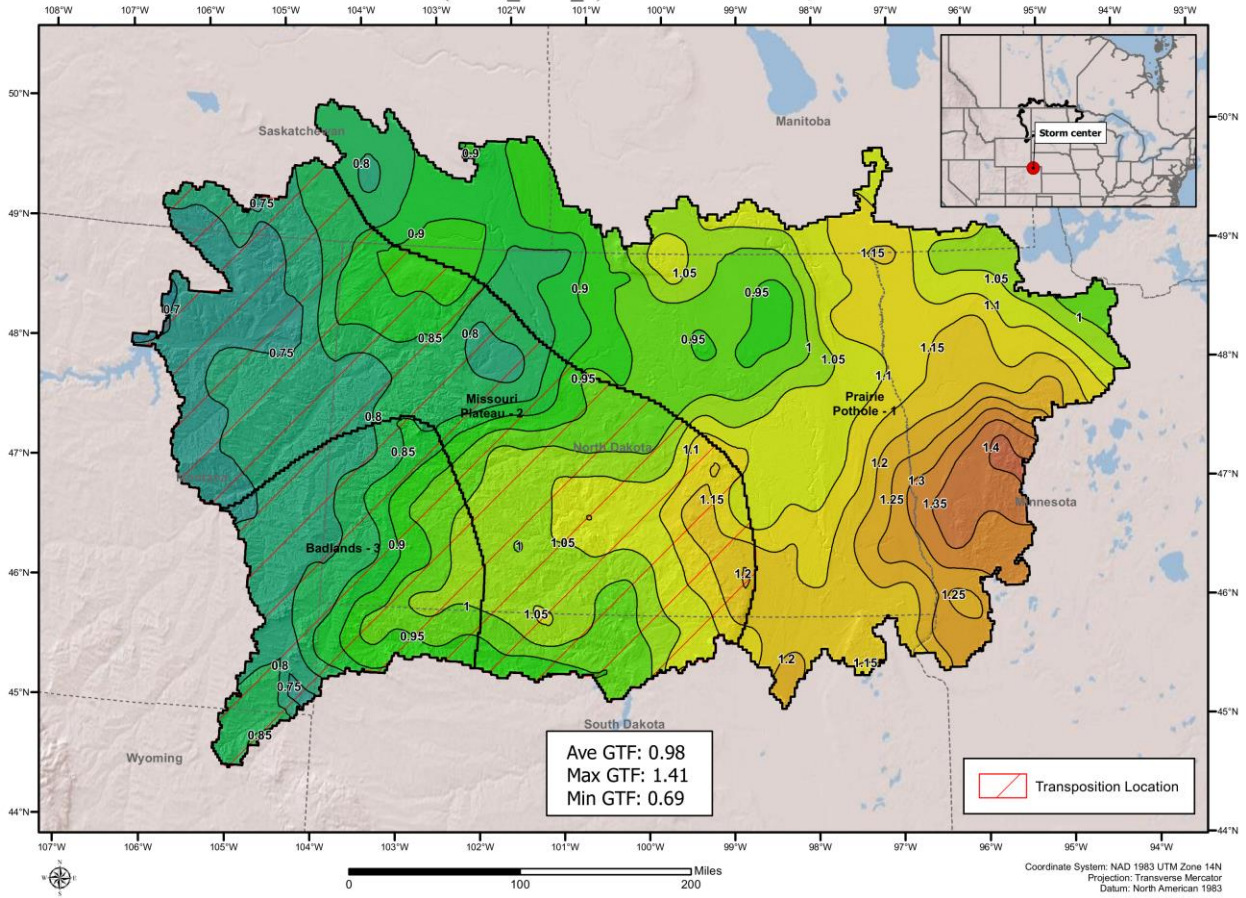 108°W 107°W 106°W 105°W 104°W 103°W 102°W 101°W 100°W 99°W 98°W 97°W 96°W 95°W 94°W 93°W
50°N
50°N
Saskatchewan
Manitoba
Storm center
0.8
0.9
0.75
49°N
49°N
0.9
1.15
1.05
1.05
0.9
0.95
1.1
0.7
1
48°N
48°N
0.85
0.8
0.95
1
1.15
0.75
1.05
1.1
0.95
Missouri
Plateau - 2
Prairie
Pothole - 1
0.8
47°N
47°N
0.85
North Dakota
1.1
1.4
1.2
1.3
1.15
1.25
1.35
Minnesota
Badlands - 3
0.9
1
1.05
46°N
46°N
1.2
1.25
1
1.05
0.95
0.8
1.2
1.15
0.75
45°N
45°N
0.85
South Dakota
Wyoming
Ave GTF: 0.98
Max GTF: 1.41
Min GTF: 0.69
Transposition Location
44°N
44°N
107°W 106°W 105°W 104°W 103°W 102°W 101°W 100°W 99°W 98°W 97°W 96°W 95°W 94°W
N
W E
S
Miles
0 100 200
Coordinate System: NAD 1983 UTM Zone 14N
Projection: Transverse Mercator
Datum: North American 1983